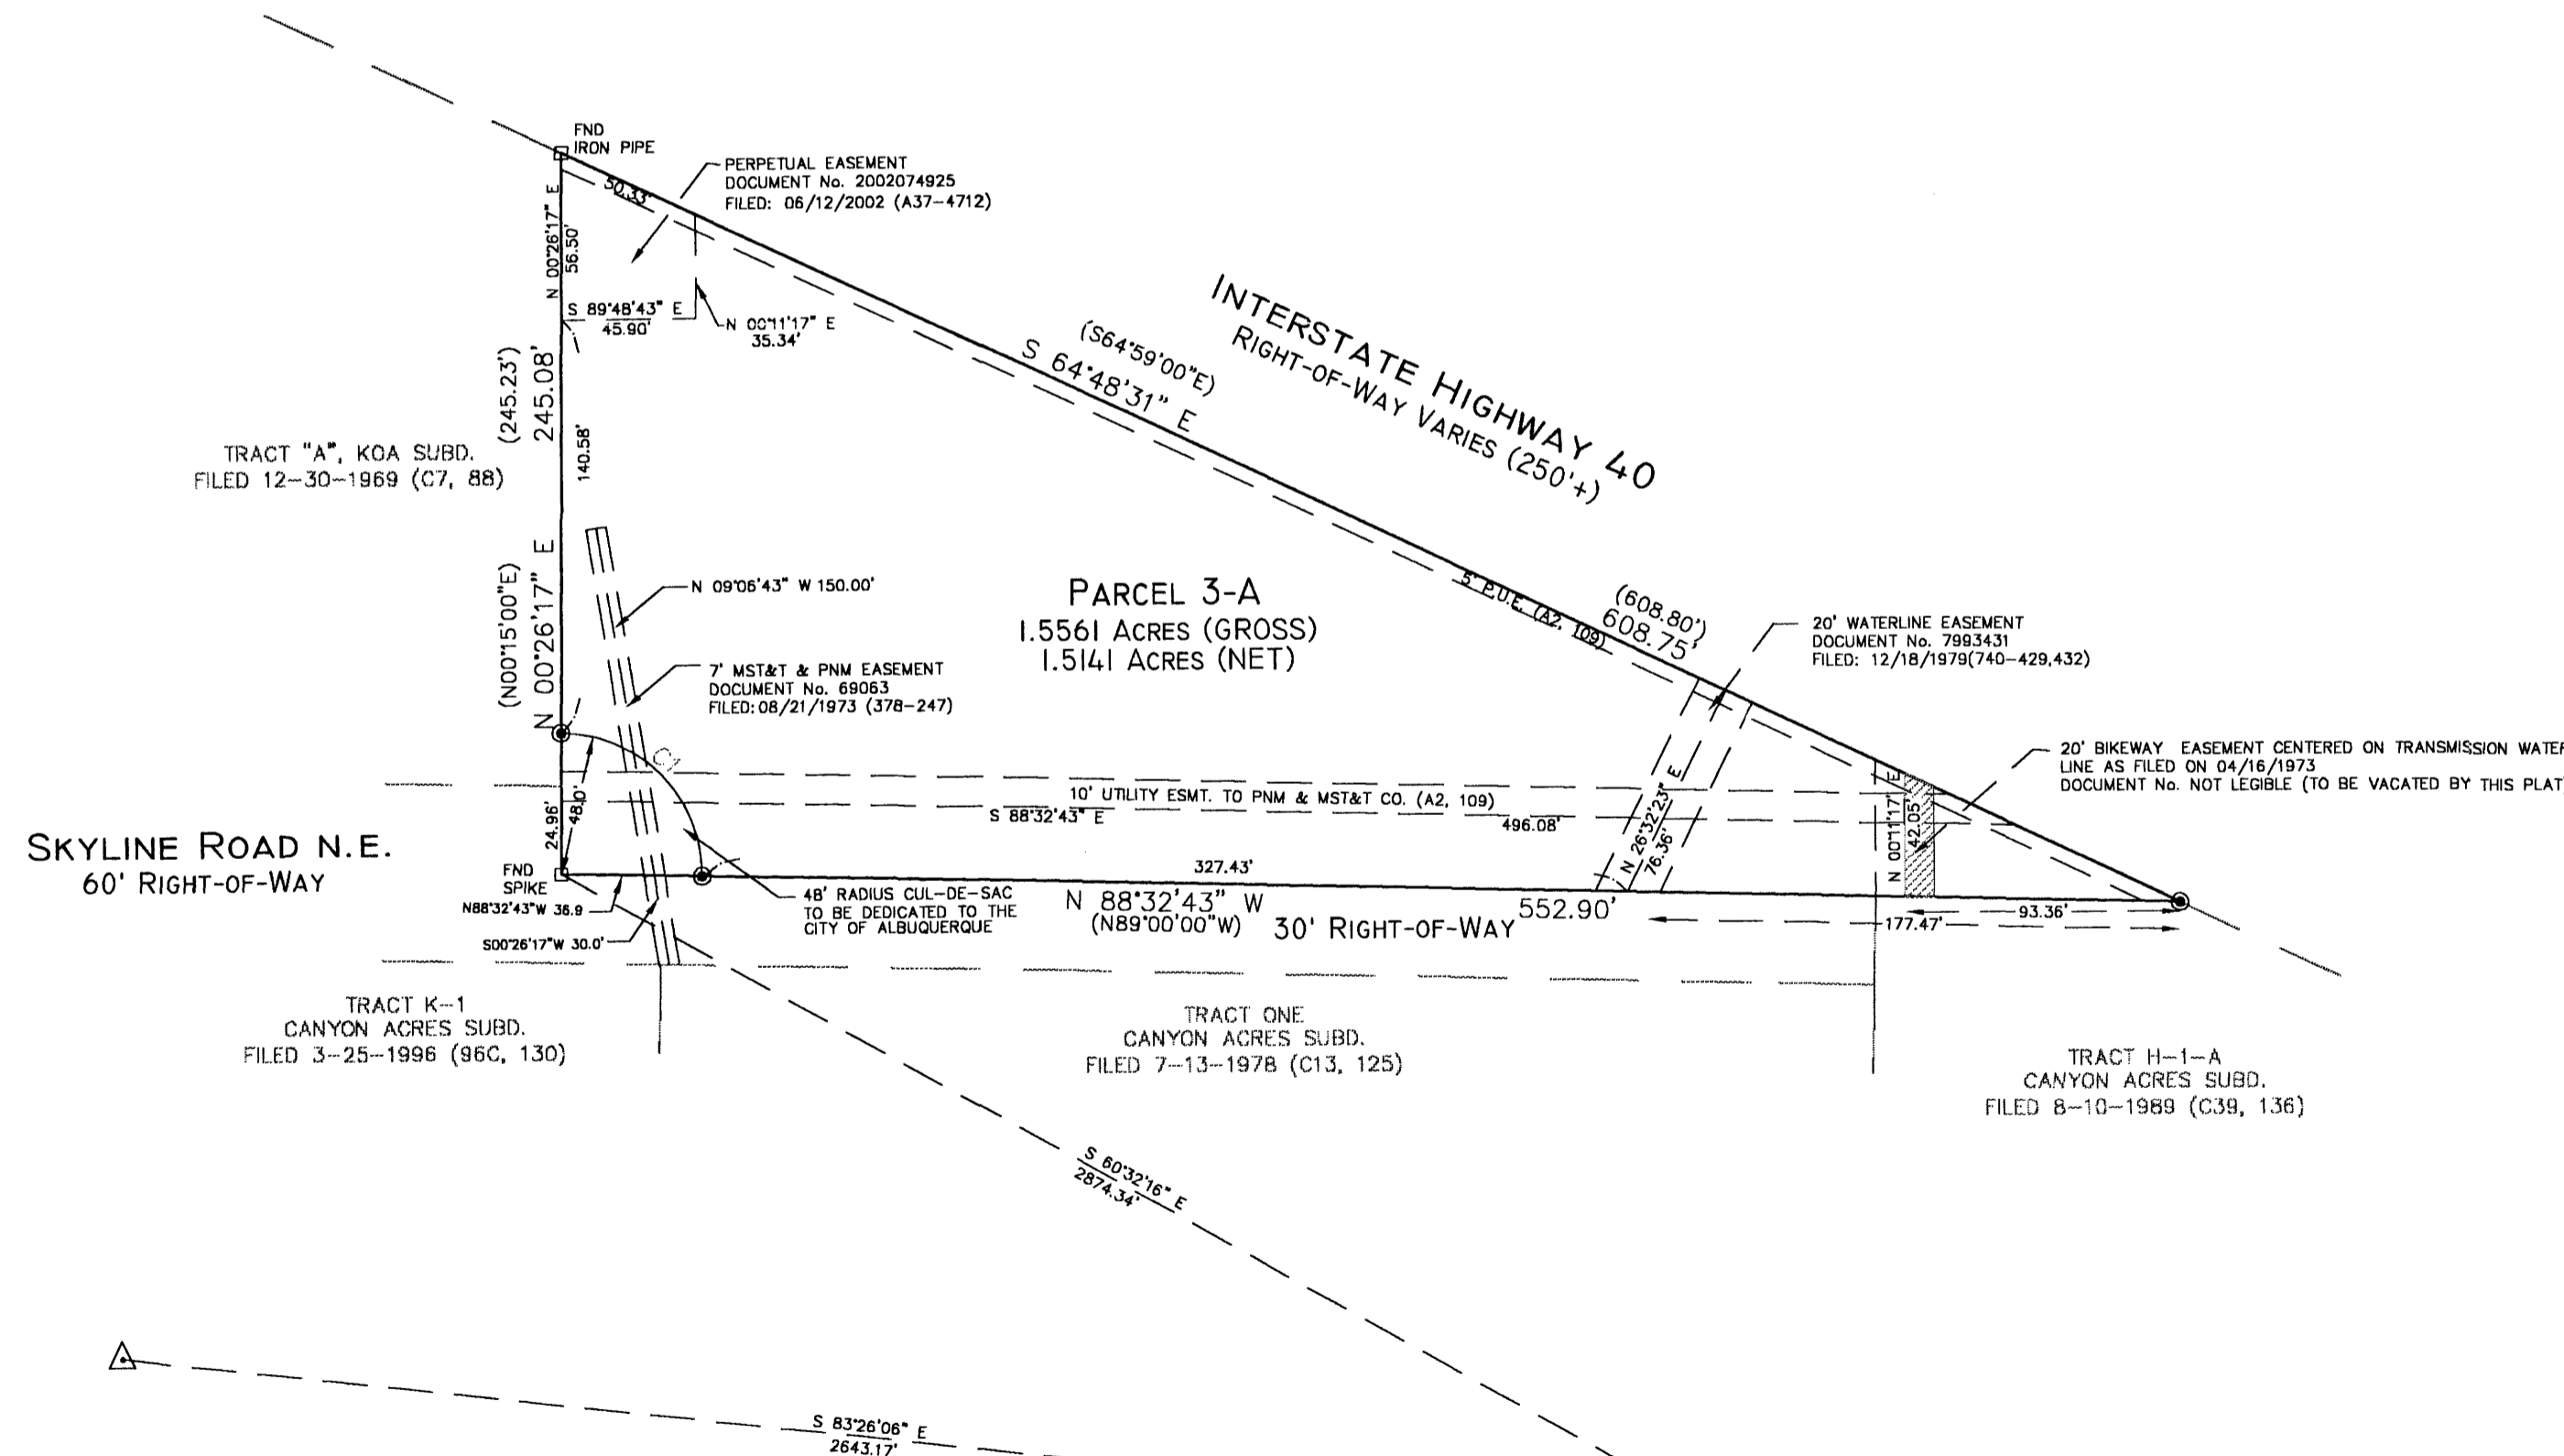 FND
IRON PIPE
PERPETUAL EASEMENT
DOCUMENT No. 2002074925
FILED: 06/12/2002 (A37-4712)
50.33'
N 00°26'17" E
56.50'
S 89°48'43" E
45.90'
N 00°11'17" E
35.34'
INTERSTATE HIGHWAY 40
RIGHT-OF-WAY VARIES (250'+)
(S64°59'00"E)
S 64°48'31" E
(245.23')
245.08'
140.58'
TRACT "A", KOA SUBD.
FILED 12-30-1969 (C7, 88)
(N00°15'00"E)
N 00°26'17" E
N 09°06'43" W 150.00'
PARCEL 3-A
1.5561 ACRES (GROSS)
1.5141 ACRES (NET)
5' P.U.E. (A2, 109)
(608.80')
608.75'
20' WATERLINE EASEMENT
DOCUMENT No. 7993431
FILED: 12/18/1979(740-429,432)
7' MST&T & PNM EASEMENT
DOCUMENT No. 69063
FILED: 08/21/1973 (378-247)
C1
20' BIKEWAY EASEMENT CENTERED ON TRANSMISSION WATER
LINE AS FILED ON 04/16/1973
DOCUMENT No. NOT LEGIBLE (TO BE VACATED BY THIS PLAT
10' UTILITY ESMT. TO PNM & MST&T CO. (A2, 109)
S 88°32'43" E
496.08'
N 26°32'23" E
76.36'
N 00°11'17" E
42.05'
24.96'
48.0'
SKYLINE ROAD N.E.
60' RIGHT-OF-WAY
FND
SPIKE
N88°32'43"W 36.9
S00°26'17"W 30.0'
48' RADIUS CUL-DE-SAC
TO BE DEDICATED TO THE
CITY OF ALBUQUERQUE
327.43'
N 88°32'43" W
(N89°00'00"W)
552.90'
30' RIGHT-OF-WAY
93.36'
177.47'
TRACT K-1
CANYON ACRES SUBD.
FILED 3-25-1996 (96C, 130)
TRACT ONE
CANYON ACRES SUBD.
FILED 7-13-1978 (C13, 125)
TRACT H-1-A
CANYON ACRES SUBD.
FILED 8-10-1989 (C39, 136)
S 60°32'16" E
2874.34'
S 83°26'06" E
2643.17'